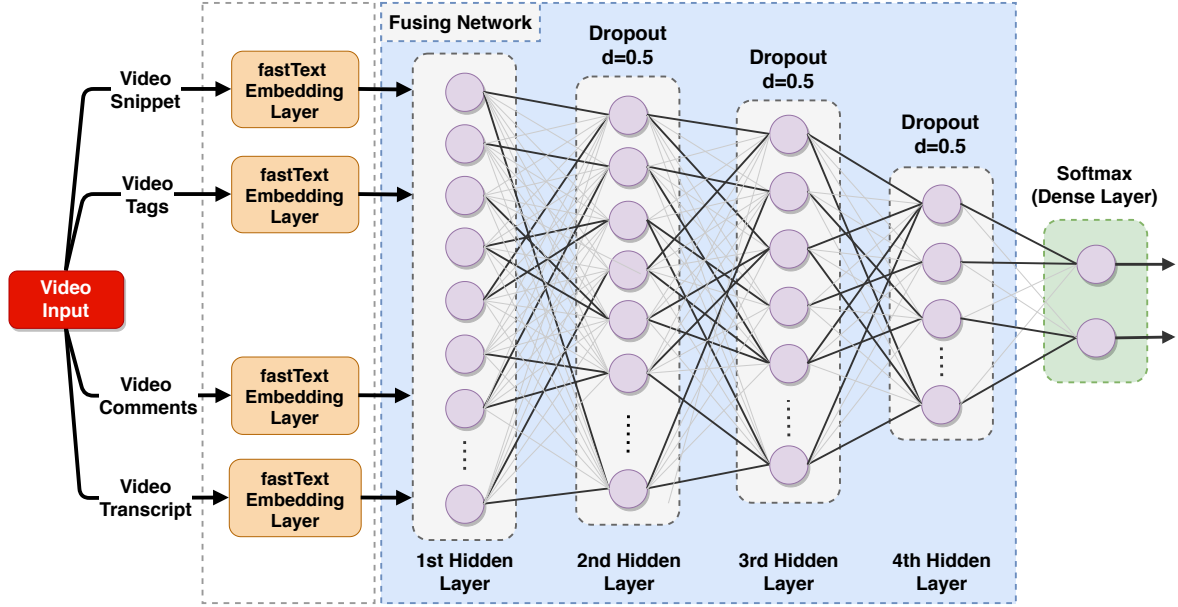 Fusing Network
Video
Snippet
fastText
Embedding
Layer
Video
Tags
fastText
Embedding
Layer
Video
Input
Video
Comments
fastText
Embedding
Layer
Video
Transcript
fastText
Embedding
Layer
1st Hidden
Layer
Dropout
d=0.5
2nd Hidden
Layer
Dropout
d=0.5
3rd Hidden
Layer
Dropout
d=0.5
4th Hidden
Layer
Softmax
(Dense Layer)